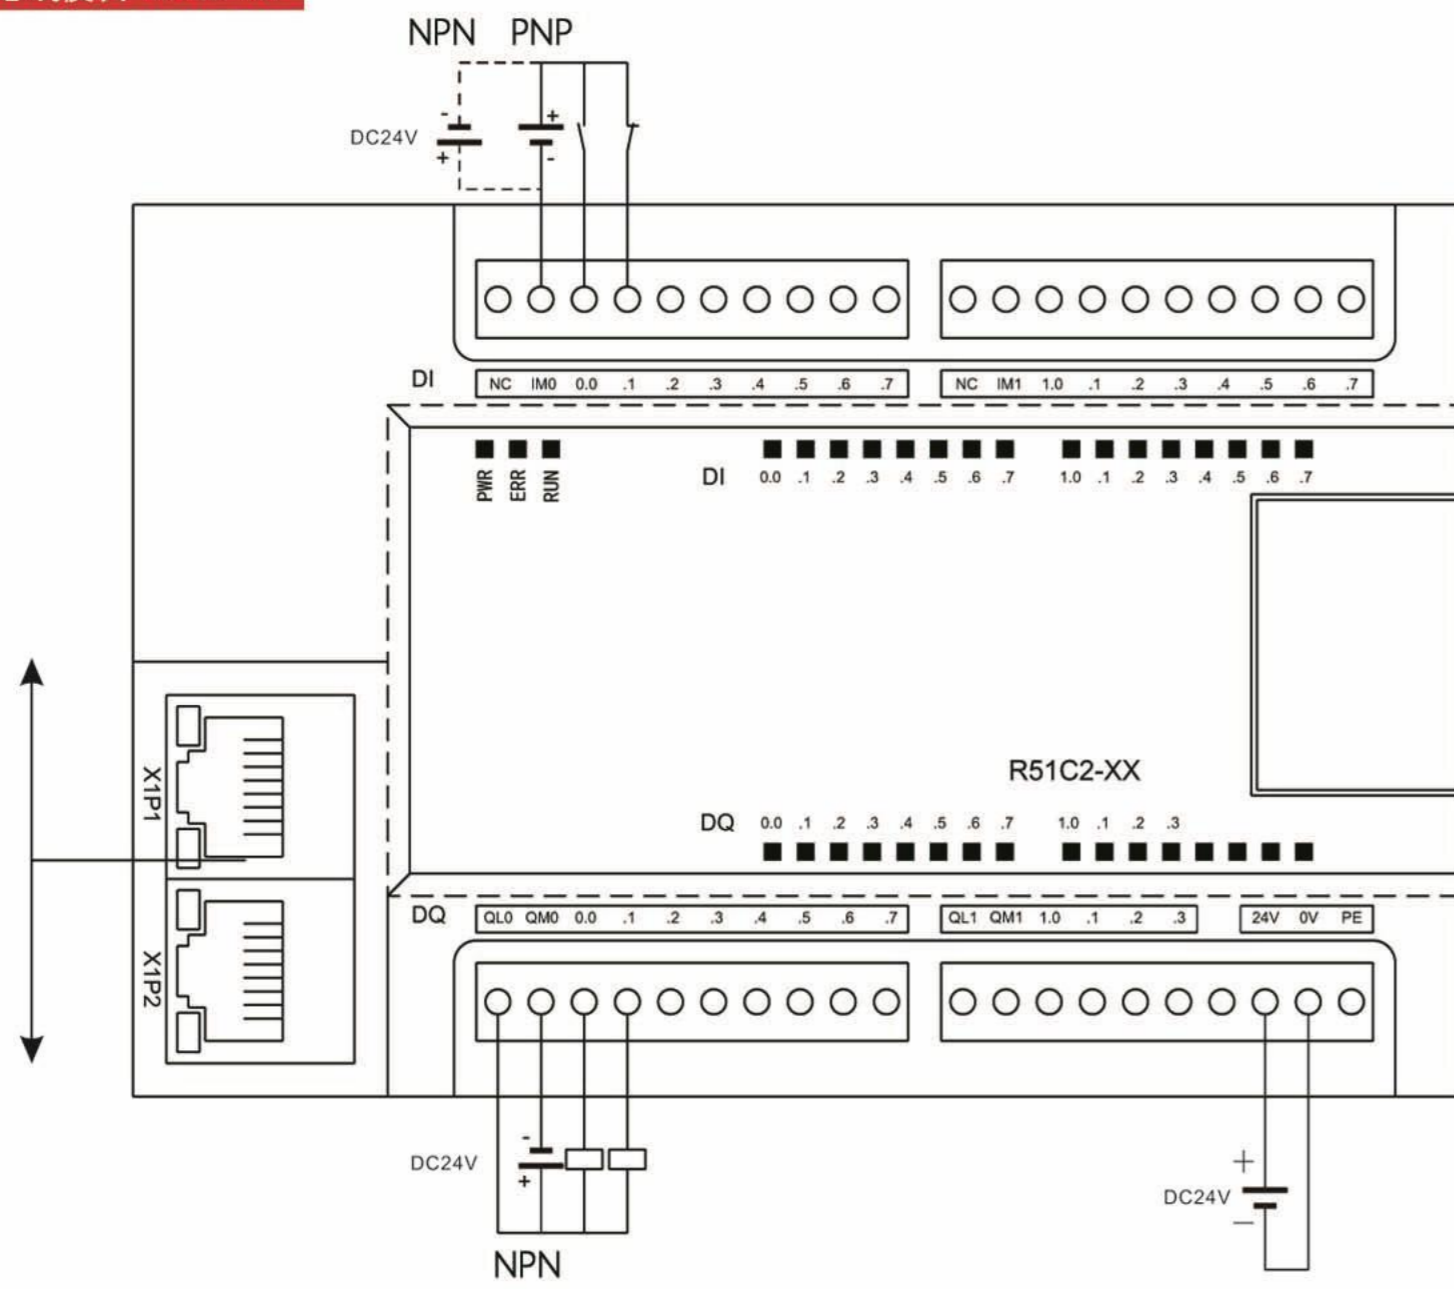 NPN PNP
- +
DC24V
+ -
DI NC IM0 0.0 .1 .2 .3 .4 .5 .6 .7 NC IM1 1.0 .1 .2 .3 .4 .5 .6 .7
PWR ERR RUN
DI 0.0 .1 .2 .3 .4 .5 .6 .7 1.0 .1 .2 .3 .4 .5 .6 .7
X1P1
R51C2-XX
DQ 0.0 .1 .2 .3 .4 .5 .6 .7 1.0 .1 .2 .3
DQ QL0 QM0 0.0 .1 .2 .3 .4 .5 .6 .7 QL1 QM1 1.0 .1 .2 .3 24V 0V PE
X1P2
-
DC24V
+
+
DC24V
-
NPN